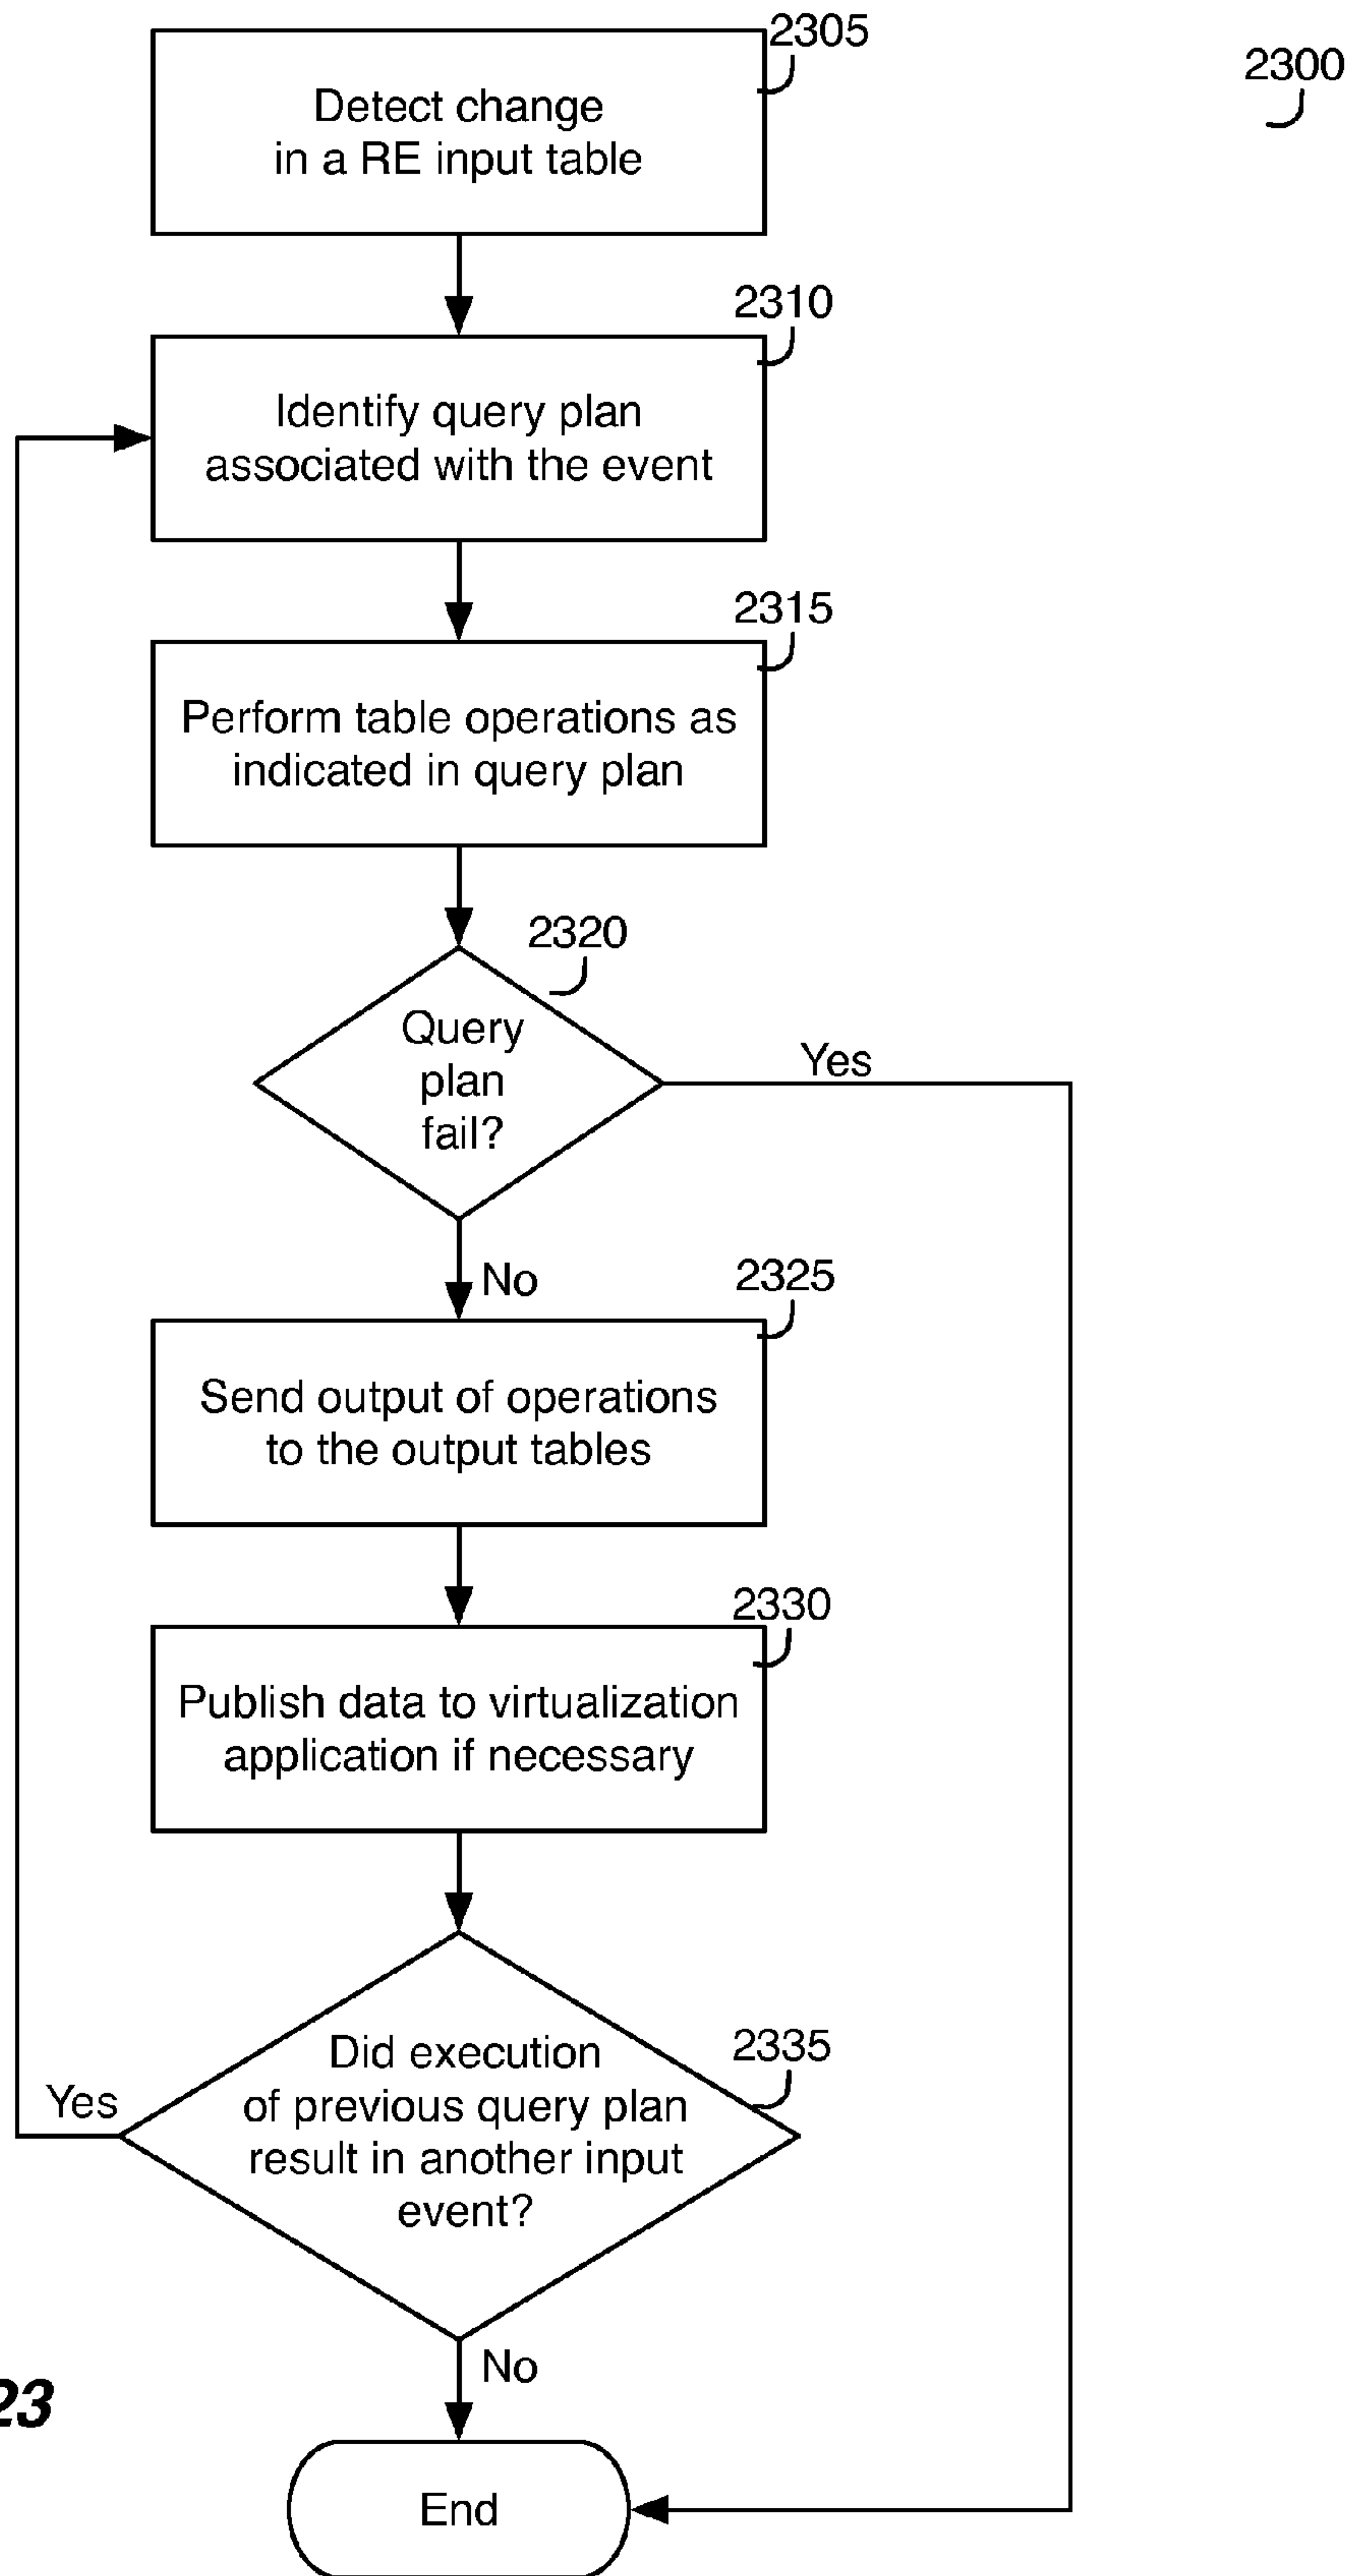 2305
2300
Detect change
in a RE input table
2310
Identify query plan
associated with the event
2315
Perform table operations as
indicated in query plan
2320
Query
plan
fail?
Yes
No
2325
Send output of operations
to the output tables
2330
Publish data to virtualization
application if necessary
2335
Did execution
of previous query plan
result in another input
event?
Yes
No
23
End